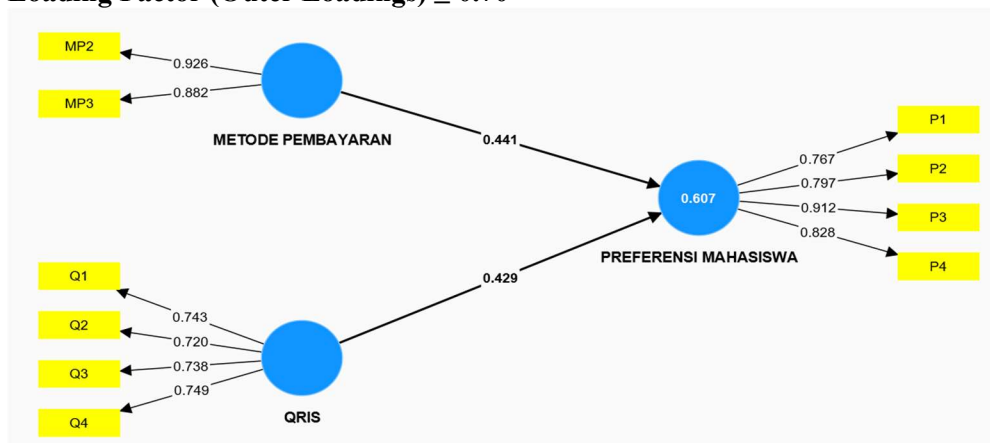 Loading Factor (Outer Loadings) ≥ 0.70
MP2
0.926
MP3
0.882
METODE PEMBAYARAN
0.441
P1
0.767
P2
0.797
0.607
P3
0.912
P4
0.828
PREFERENSI MAHASISWA
Q1
0.743
0.429
Q2
0.720
Q3
0.738
Q4
0.749
QRIS